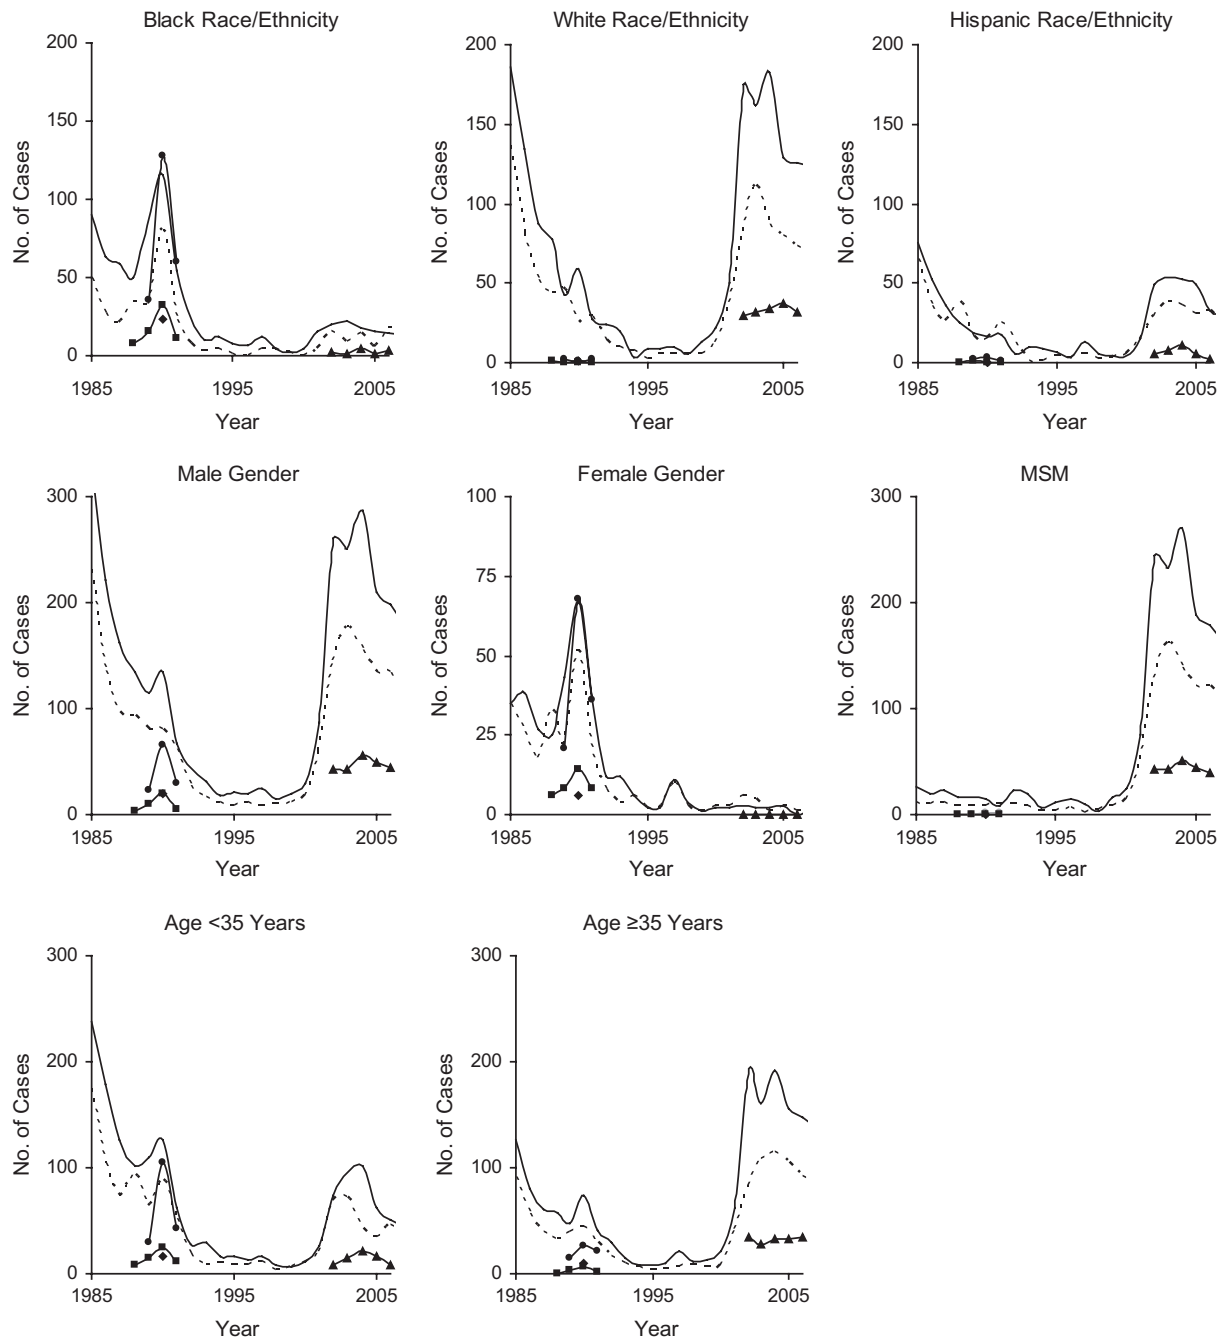 Black Race/Ethnicity
200
150
100
50
0
No. of Cases
1985
1995
2005
Year
White Race/Ethnicity
200
150
100
50
0
No. of Cases
1985
1995
2005
Year
Hispanic Race/Ethnicity
200
150
100
50
0
No. of Cases
1985
1995
2005
Year
Male Gender
300
200
100
0
No. of Cases
1985
1995
2005
Year
Female Gender
100
75
50
25
0
No. of Cases
1985
1995
2005
Year
MSM
300
200
100
0
No. of Cases
1985
1995
2005
Year
Age <35 Years
300
200
100
0
No. of Cases
1985
1995
2005
Year
Age ≥35 Years
300
200
100
0
No. of Cases
1985
1995
2005
Year